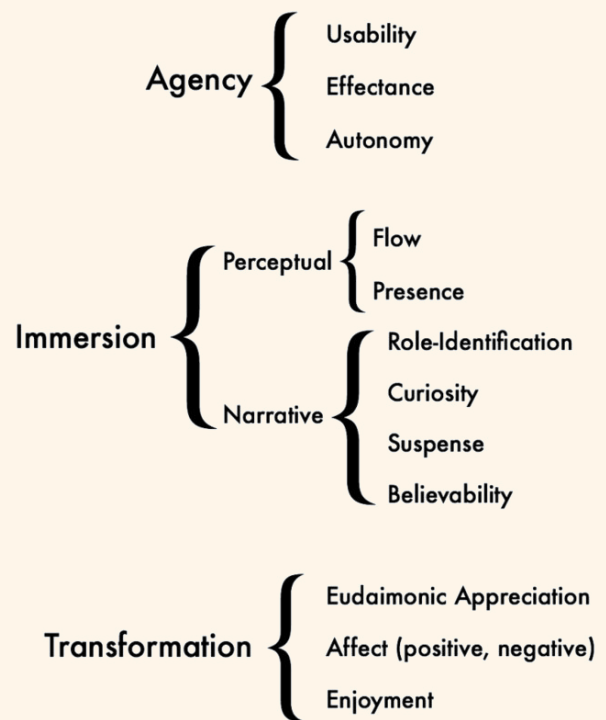 Agency
Usability
Effectance
Autonomy
Immersion
Perceptual
Flow
Presence
Narrative
Role-Identification
Curiosity
Suspense
Believability
Transformation
Eudaimonic Appreciation
Affect (positive, negative)
Enjoyment